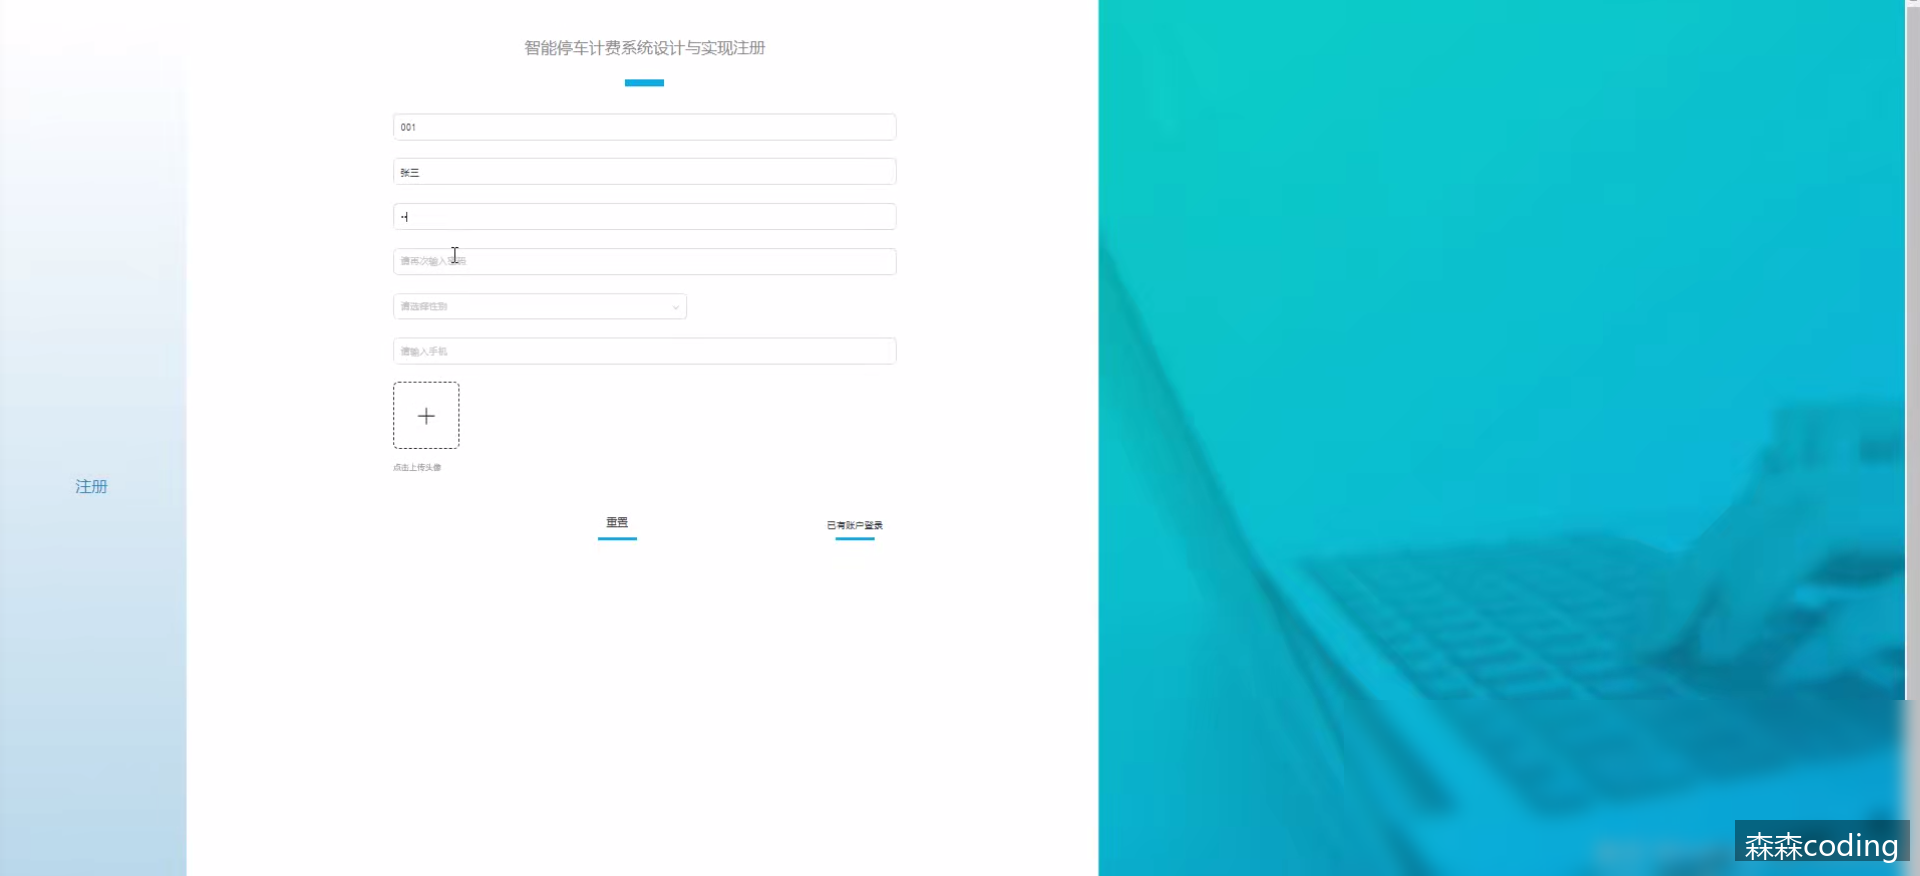 智能停车计费系统设计与实现注册
001
张三
请再次输入密码
请选择性别
请输入手机
点击上传头像
注册
重置
已有账户登录
森森coding